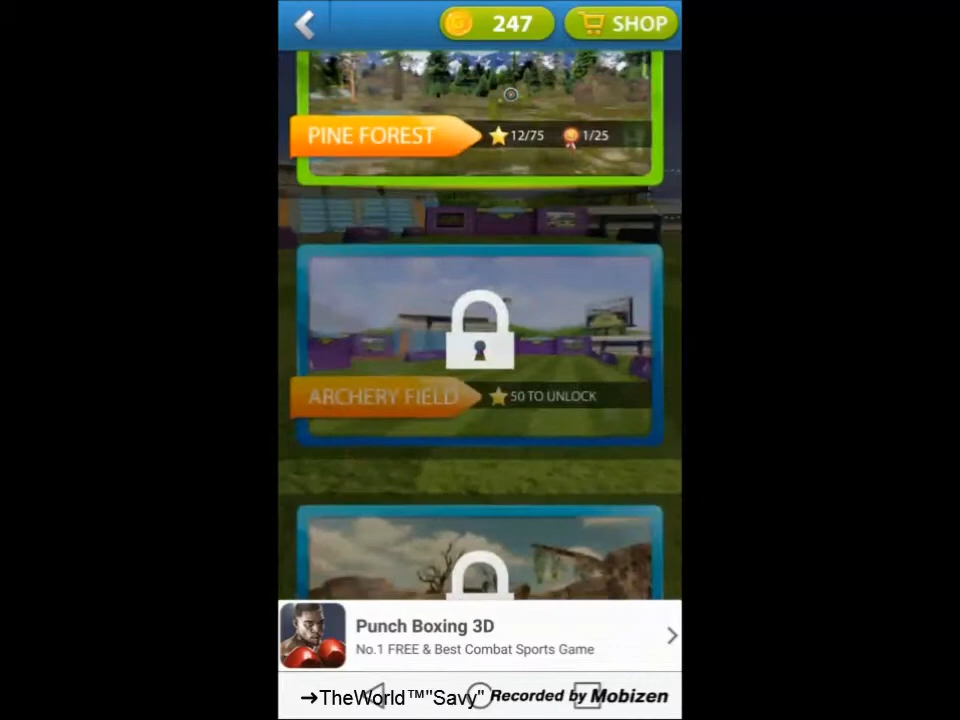 247
SHOP
PINE FOREST
12/75
1/25
ARCHERY FIELD
50 TO UNLOCK
Punch Boxing 3D
No.1 FREE & Best Combat Sports Game
➜TheWorld™"Savy" Recorded by Mobizen